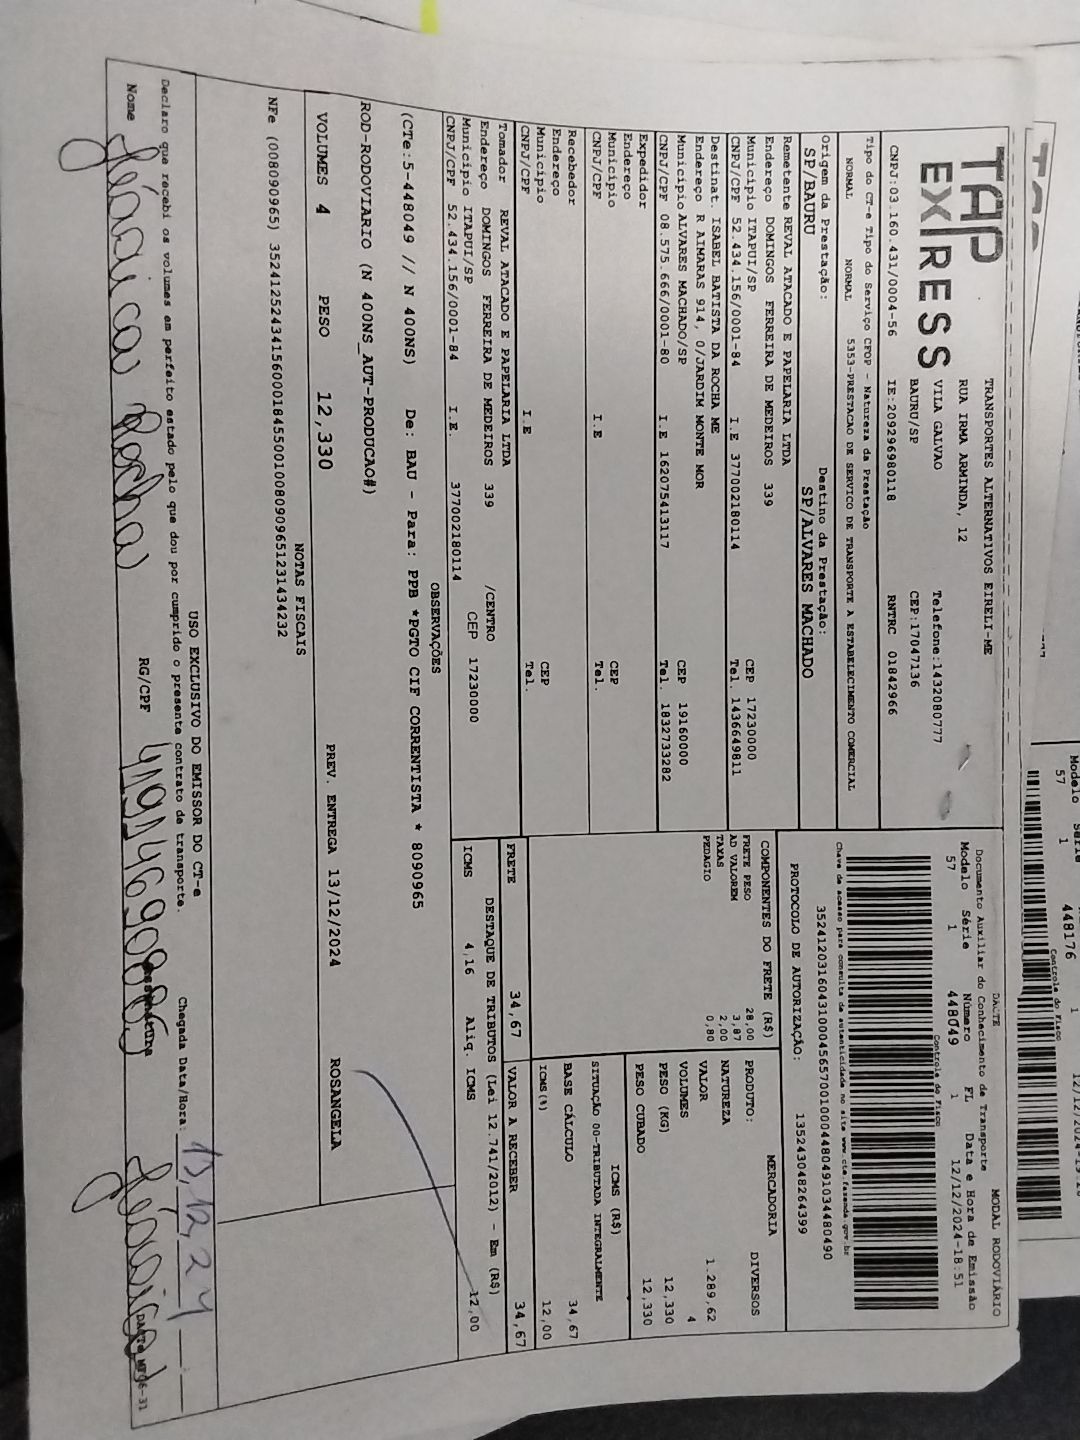 TAP
EXPRESS
TRANSPORTES ALTERNATIVOS EIRELI-ME
RUA IRMA ARMINDA, 12
VILA GALVAO Telefone:1432080777
BAURU/SP CEP:17047136
CNPJ:03.160.431/0004-56 IE:209296980118 RNTRC 01842966
DACTE MODAL RODOVIÁRIO
Documento Auxiliar do Conhecimento de Transporte
Modelo Série Número FL Data e Hora de Emissão
57 1 448049 1 12/12/2024-18:51
Controle do Fisco
Chave de acesso para consulta de autenticidade no site www.cte.fazenda.gov.br
35241203160431000456570010004480491034480490
PROTOCOLO DE AUTORIZAÇÃO: 135243048264399
Tipo do CT-e Tipo do Serviço CFOP - Natureza da Prestação
NORMAL NORMAL 5353-PRESTACAO DE SERVICO DE TRANSPORTE A ESTABELECIMENTO COMERCIAL
Origem da Prestação: Destino da Prestação:
SP/BAURU SP/ALVARES MACHADO
Remetente REVAL ATACADO E PAPELARIA LTDA
Endereço DOMINGOS FERREIRA DE MEDEIROS 339
Município ITAPUI/SP CEP 17230000
CNPJ/CPF 52.434.156/0001-84 I.E 377002180114 Tel. 1436649811
Destinat. ISABEL BATISTA DA ROCHA ME
Endereço R AIMARAS 914, 0/JARDIM MONTE MOR
Município ALVARES MACHADO/SP CEP 19160000
CNPJ/CPF 08.575.666/0001-80 I.E 162075413117 Tel. 1832733282
Expedidor
Endereço
Município CEP
CNPJ/CPF I.E Tel.
Recebedor
Endereço
Município CEP
CNPJ/CPF I.E Tel.
Tomador REVAL ATACADO E PAPELARIA LTDA
Endereço DOMINGOS FERREIRA DE MEDEIROS 339 /CENTRO
Município ITAPUI/SP CEP 17230000
CNPJ/CPF 52.434.156/0001-84 I.E. 377002180114
COMPONENTES DO FRETE (R$)
FRETE PESO 28,00
AD VALOREM 3,87
TAXAS 2,00
PEDAGIO 0,80
PRODUTO: MERCADORIA
NATUREZA DIVERSOS
VALOR 1.289,62
VOLUMES 4
PESO (KG) 12,330
PESO CUBADO 12,330
ICMS (R$)
SITUAÇÃO 00-TRIBUTADA INTEGRALMENTE
BASE CÁLCULO 34,67
ICMS(%) 12,00
FRETE 34,67 VALOR A RECEBER 34,67
DESTAQUE DE TRIBUTOS (Lei 12.741/2012) - Em (R$)
ICMS 4,16 Aliq. ICMS 12,00
OBSERVAÇÕES
(CTe:5-448049 // N 400NS) De: BAU - Para: PPB *PGTO CIF CORRENTISTA * 8090965
ROD-RODOVIARIO (N 400NS_AUT-PRODUCAO#)
VOLUMES 4 PESO 12,330 PREV. ENTREGA 13/12/2024 ROSANGELA
NOTAS FISCAIS
NFe (008090965) 35241252434156000184550010080909651231434232
USO EXCLUSIVO DO EMISSOR DO CT-e
Declaro que recebi os volumes em perfeito estado pelo que dou por cumprido o presente contrato de transporte. Chegada Data/Hora: 13,12,24
Nome Jéssica Rocha RG/CPF Assinatura Jéssica
Modelo
57 1 448176 1
Controle do Fisco